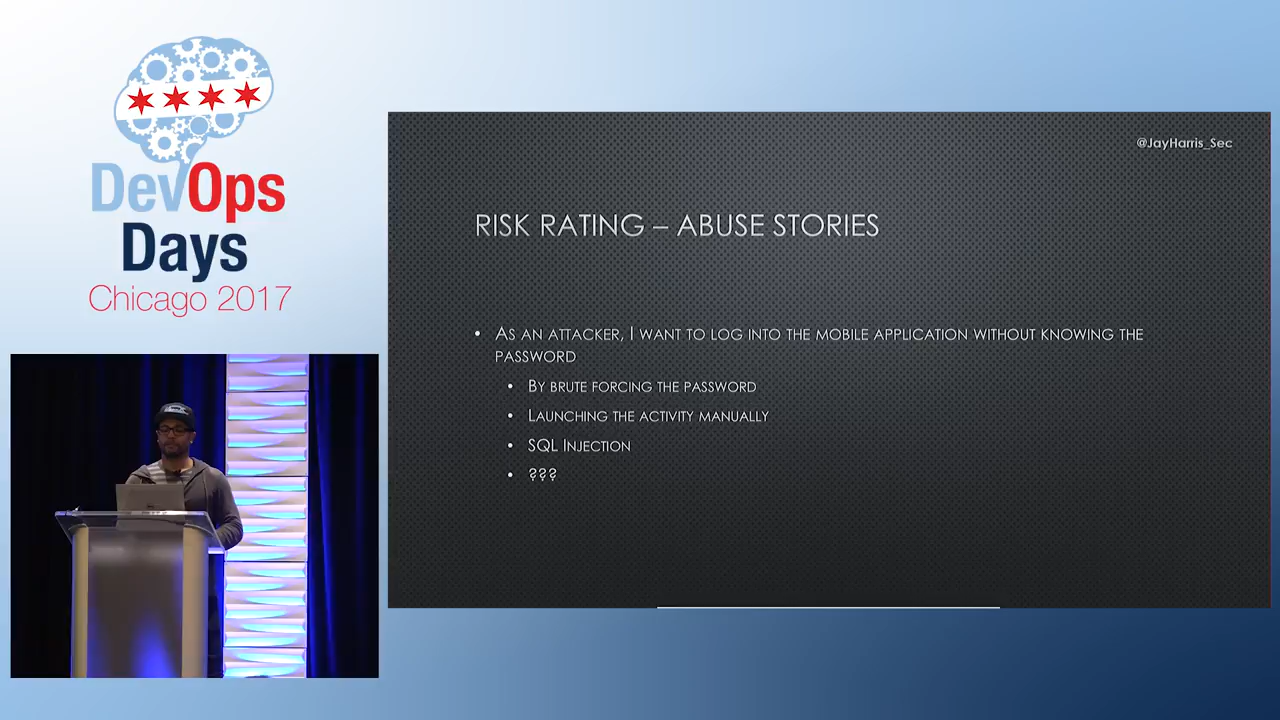 DevOps
Days
Chicago 2017
@JayHarris_Sec
RISK RATING – ABUSE STORIES
• AS AN ATTACKER, I WANT TO LOG INTO THE MOBILE APPLICATION WITHOUT KNOWING THE
PASSWORD
• BY BRUTE FORCING THE PASSWORD
• LAUNCHING THE ACTIVITY MANUALLY
• SQL INJECTION
• ???